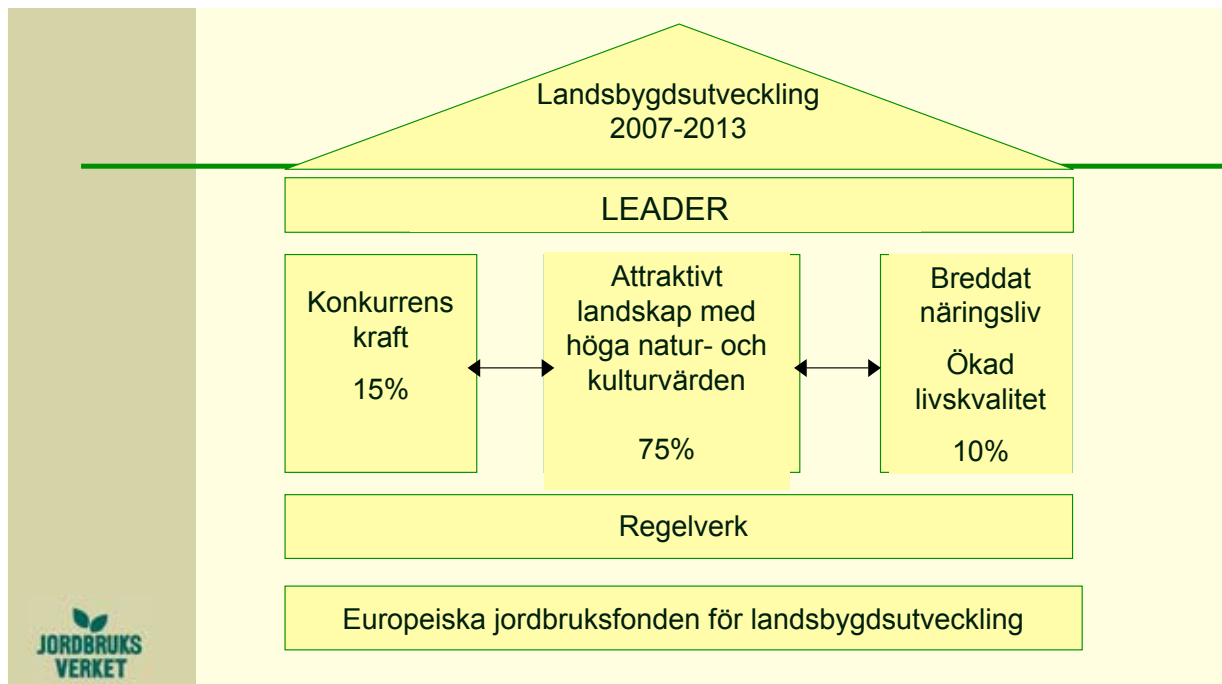 Landsbygdsutveckling
2007-2013
LEADER
Konkurrens
kraft
15%
Attraktivt
landskap med
höga natur- och
kulturvärden
75%
Breddat
näringsliv
Ökad
livskvalitet
10%
Regelverk
Europeiska jordbruksfonden för landsbygdsutveckling
JORDBRUKS
VERKET